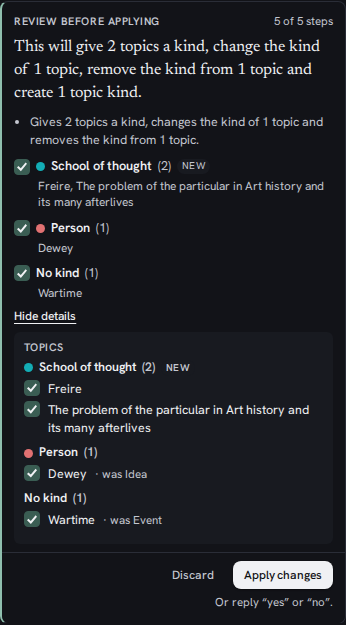 REVIEW BEFORE APPLYING 5 of 5 steps
This will give 2 topics a kind, change the kind
of 1 topic, remove the kind from 1 topic and
create 1 topic kind.
• Gives 2 topics a kind, changes the kind of 1 topic and
removes the kind from 1 topic.
School of thought (2) NEW
Freire, The problem of the particular in Art history and
its many afterlives
Person (1)
Dewey
No kind (1)
Wartime
Hide details
TOPICS
School of thought (2) NEW
Freire
The problem of the particular in Art history and
its many afterlives
Person (1)
Dewey · was Idea
No kind (1)
Wartime · was Event
Discard Apply changes
Or reply “yes” or “no”.